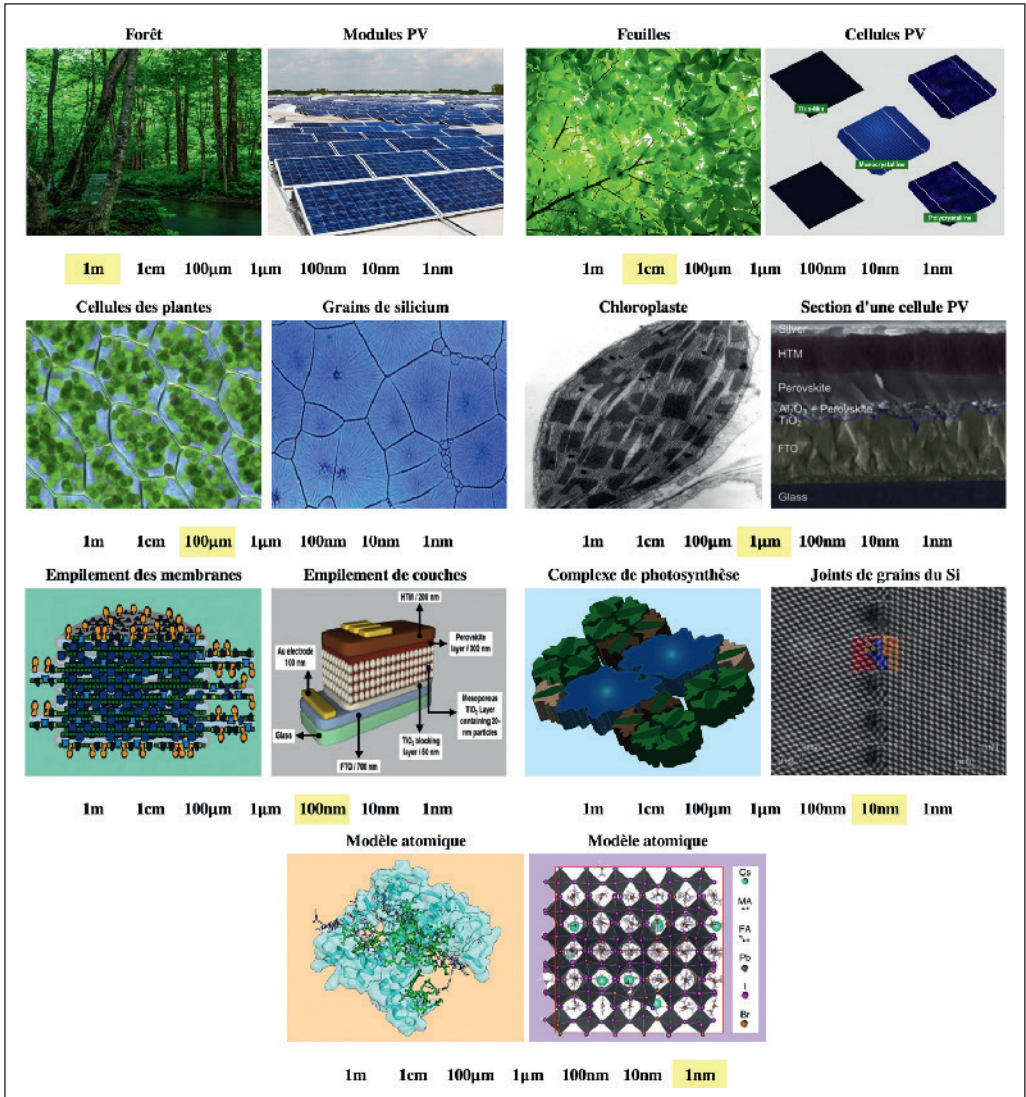 Forêt
Modules PV
Feuilles
Cellules PV
Thin-film
Monocrystalline
Polycrystalline
1m 1cm 100µm 1µm 100nm 10nm 1nm
1m 1cm 100µm 1µm 100nm 10nm 1nm
Cellules des plantes
Grains de silicium
Chloroplaste
Section d'une cellule PV
Silver
HTM
Perovskite
Al₂O₃ + Perovskite
TiO₂
FTO
Glass
1m 1cm 100µm 1µm 100nm 10nm 1nm
1m 1cm 100µm 1µm 100nm 10nm 1nm
Empilement des membranes
Empilement de couches
Complexe de photosynthèse
Joints de grains du Si
HTM / 200 nm
Au electrode
100 nm
Perovskite
layer / 300 nm
Mesoporous
TiO₂ Layer
containing 20-
nm particles
Glass
TiO₂ blocking
layer / 50 nm
FTO / 700 nm
1m 1cm 100µm 1µm 100nm 10nm 1nm
1m 1cm 100µm 1µm 100nm 10nm 1nm
Modèle atomique
Modèle atomique
Cs
MA
FA
Pb
I
Br
1m 1cm 100µm 1µm 100nm 10nm 1nm